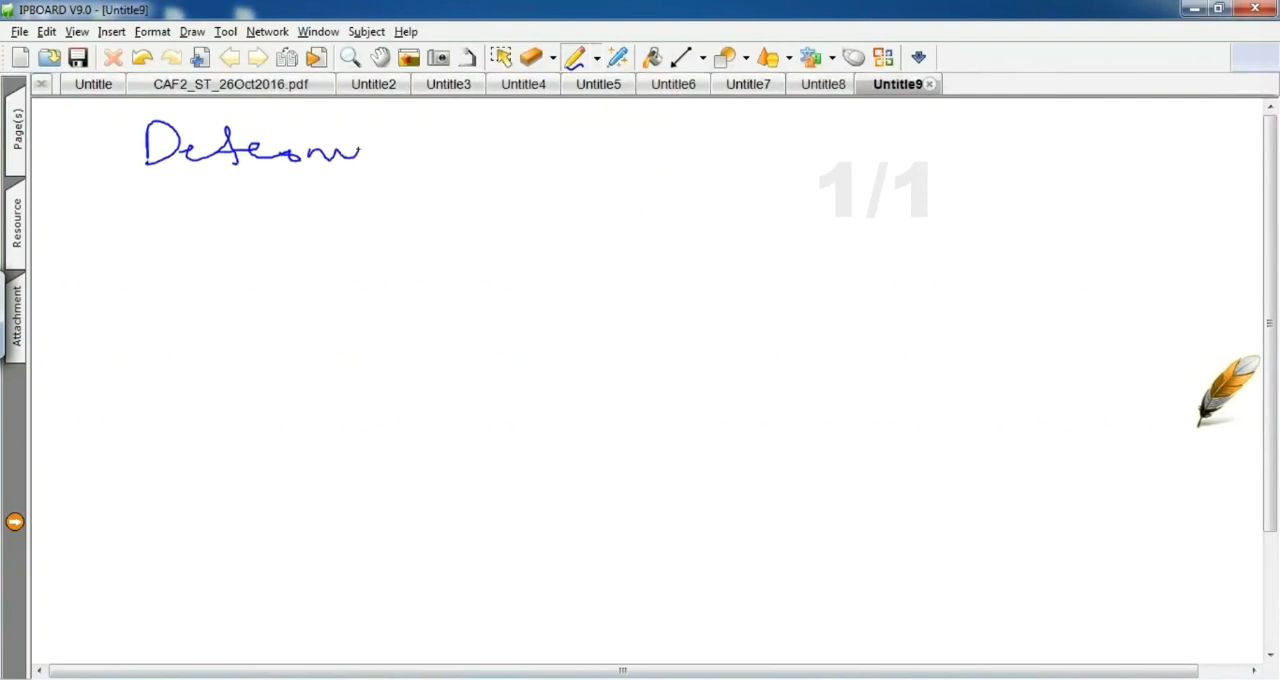 IPBOARD V9.0 - [Untitle9]
File Edit View Insert Format Draw Tool Network Window Subject Help
Untitle CAF2_ST_26Oct2016.pdf Untitle2 Untitle3 Untitle4 Untitle5 Untitle6 Untitle7 Untitle8 Untitle9
Page(s)
Resource
Attachment
Determ
1/1